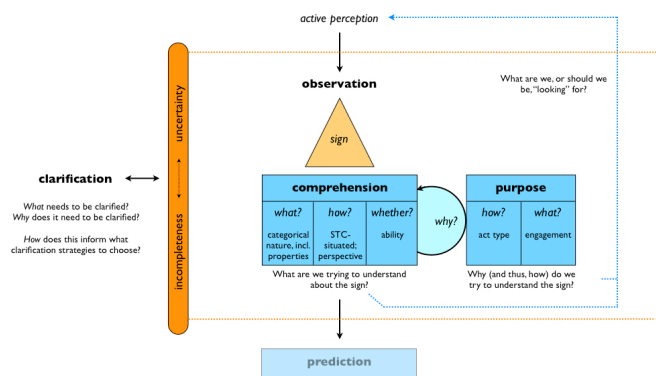 active perception
What are we, or should we
be, "looking" for?
observation
sign
uncertainty
incompleteness
clarification
What needs to be clarified?
Why does it need to be clarified?
How does this inform what
clarification strategies to choose?
comprehension
what?
how?
whether?
categorical
nature, incl.
properties
STC-
situated;
perspective
ability
why?
purpose
how?
what?
act type
engagement
What are we trying to understand
about the sign?
Why (and thus, how) do we
try to understand the sign?
prediction